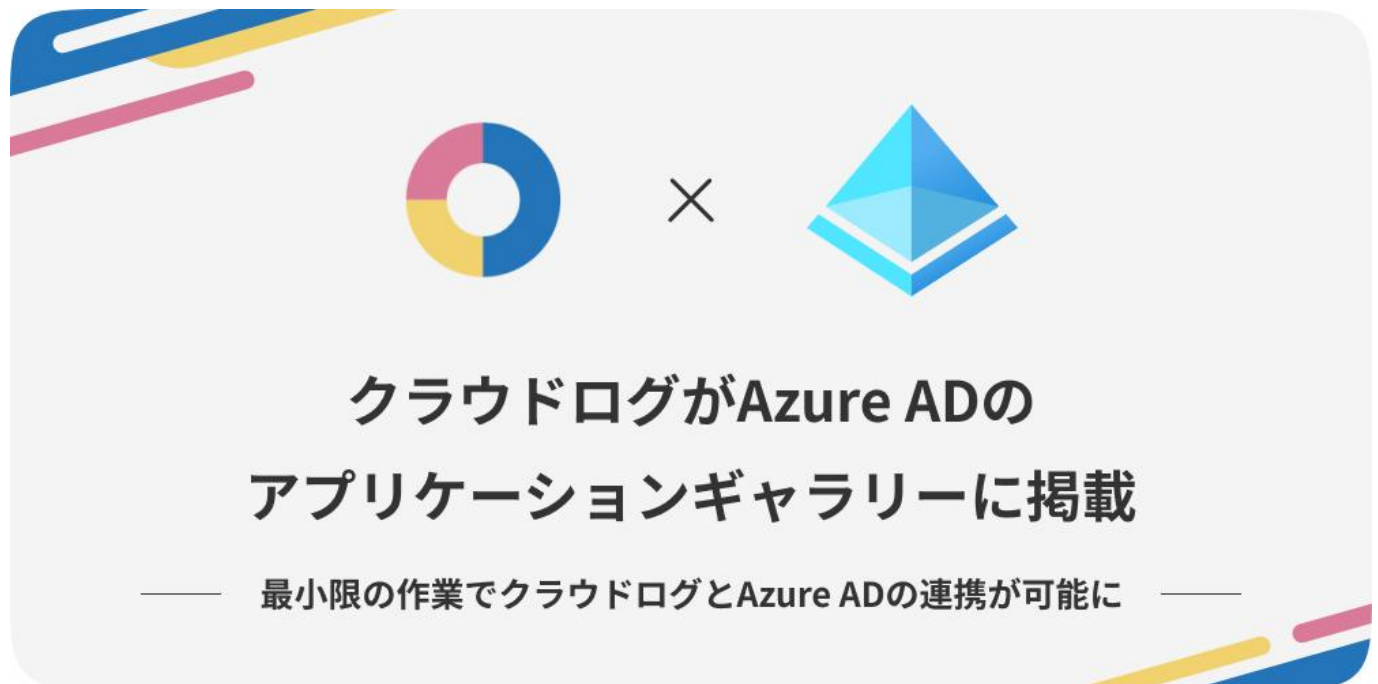 クラウドログがAzure ADの
アプリケーションギャラリーに掲載
最小限の作業でクラウドログとAzure ADの連携が可能に